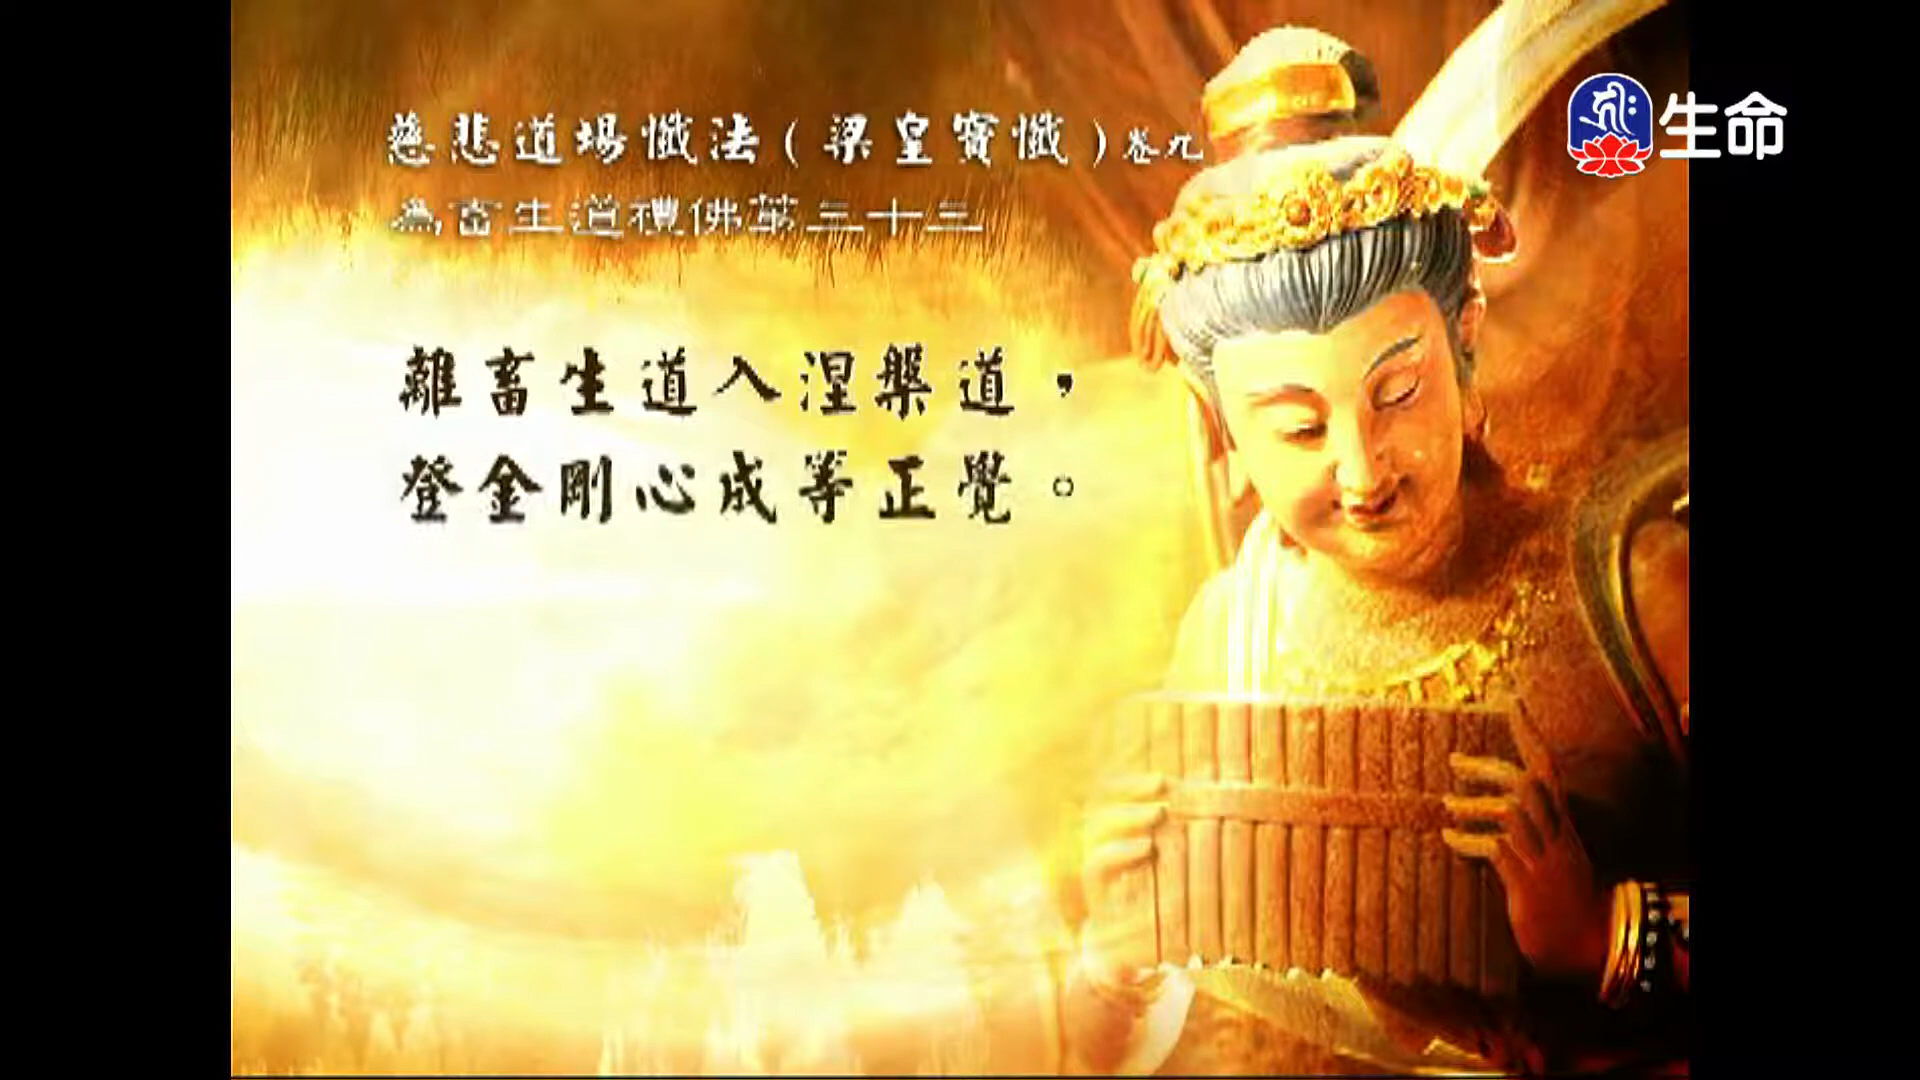 慈悲道場懺法(梁皇寶懺)卷九
為畜生道禮佛第三十三
離畜生道入涅槃道，
登金剛心成等正覺。
生命